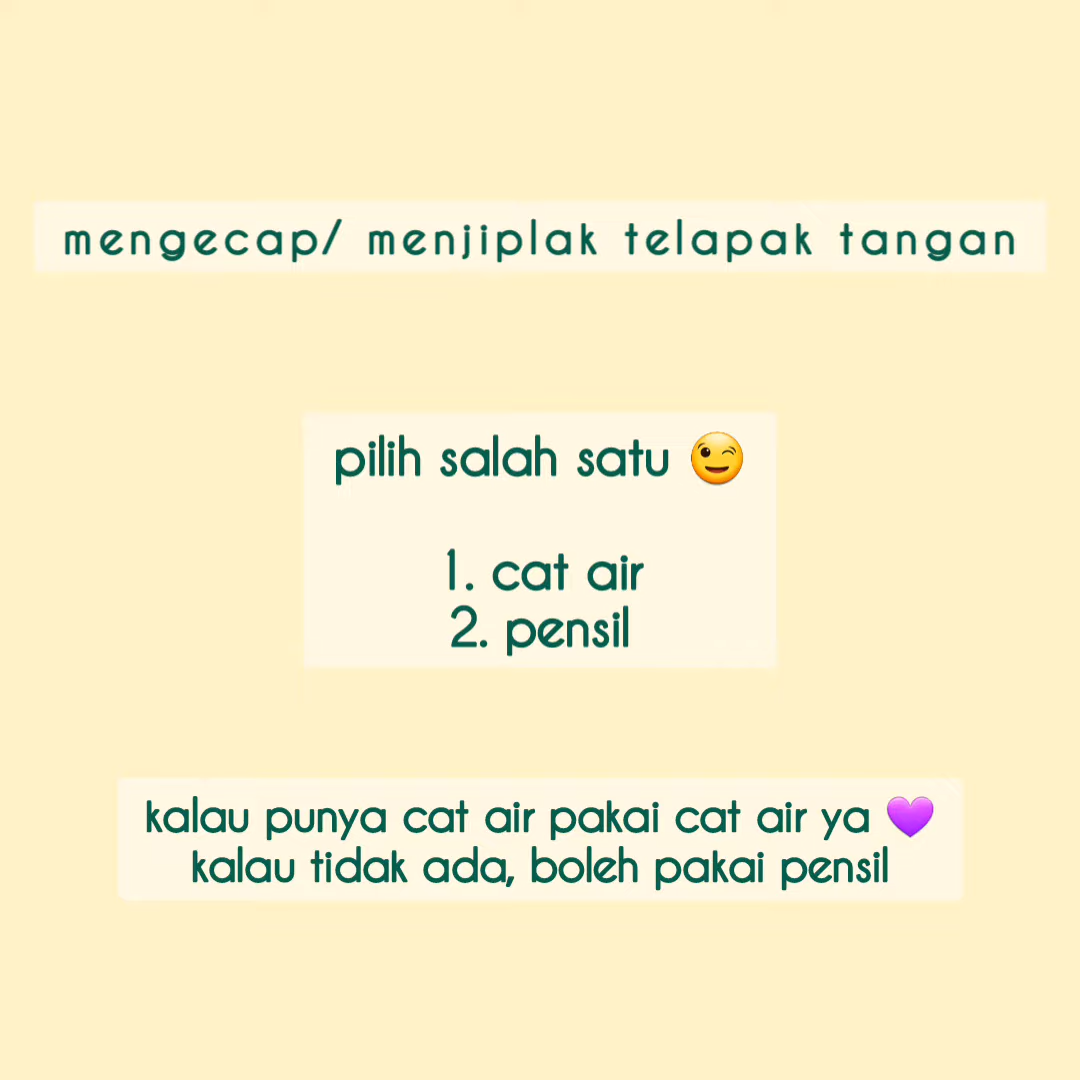 mengecap/ menjiplak telapak tangan
pilih salah satu 😉
1. cat air
2. pensil
kalau punya cat air pakai cat air ya 💜
kalau tidak ada, boleh pakai pensil